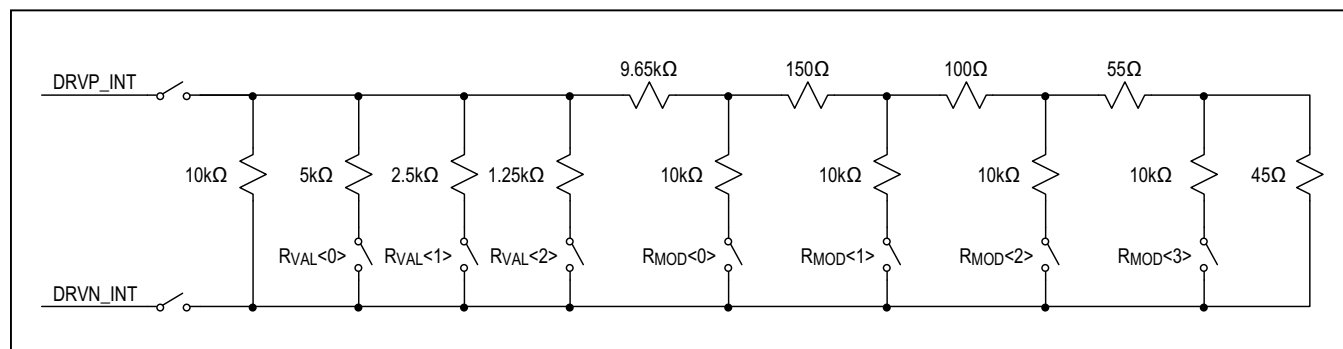 9.65kΩ 150Ω 100Ω 55Ω
DRVP_INT
10kΩ 5kΩ 2.5kΩ 1.25kΩ 10kΩ 10kΩ 10kΩ 10kΩ 45Ω
RVAL<0> RVAL<1> RVAL<2> RMOD<0> RMOD<1> RMOD<2> RMOD<3>
DRVN_INT